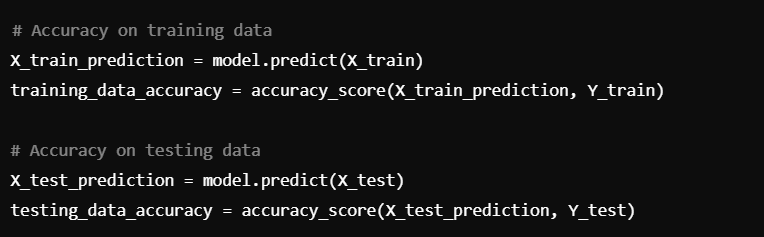 # Accuracy on training data
X_train_prediction = model.predict(X_train)
training_data_accuracy = accuracy_score(X_train_prediction, Y_train)
# Accuracy on testing data
X_test_prediction = model.predict(X_test)
testing_data_accuracy = accuracy_score(X_test_prediction, Y_test)